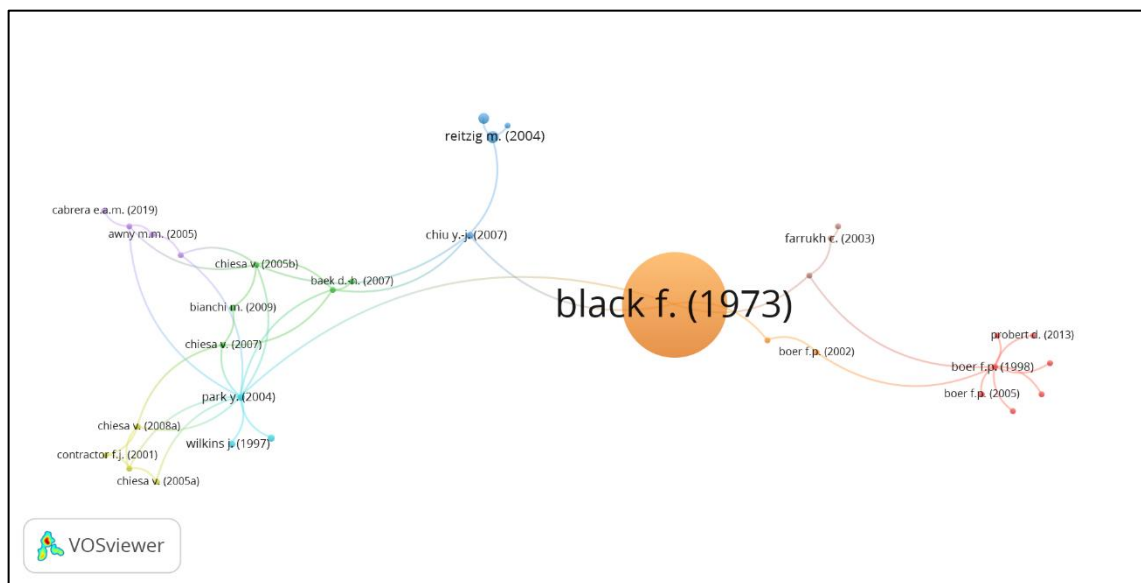 reitzig m. (2004)
cabrera e.a.m. (2019)
awny m.m. (2005)
chiu y.-j. (2007)
farrukh c. (2003)
chiesa v. (2005b)
baek d.-h. (2007)
black f. (1973)
bianchi m. (2009)
chiesa v. (2007)
probert d. (2013)
boer f.p. (2002)
boer f.p. (1998)
boer f.p. (2005)
park y. (2004)
chiesa v. (2008a)
wilkins j. (1997)
contractor f.j. (2001)
chiesa v. (2005a)
VOSviewer